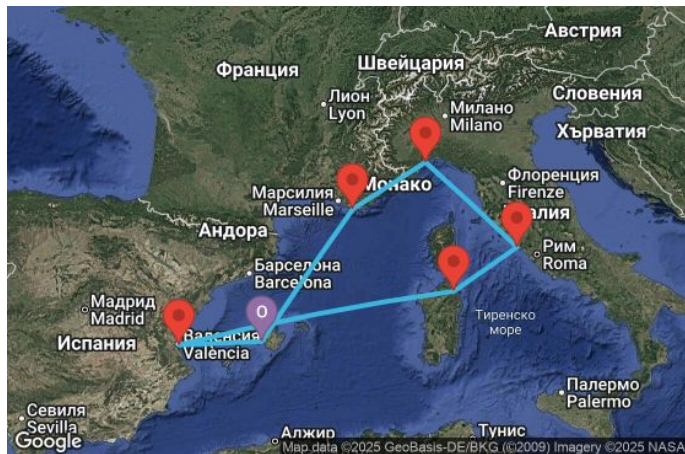 Австрия
Швейцария
Франция
Лион
Lyon
Милано
Milano
Словения
Хърватия
Монако
Флоренция
Firenze
Марсилия
Marseille
Андора
Рим
Roma
Барселона
Barcelona
О
Мадрид
Madrid
Валенсия
València
Испания
Тиренско
море
Палермо
Palermo
Севиля
Sevilla
Алжир
Тунис
Google
Map data ©2025 GeoBasis-DE/BKG (©2009) Imagery ©2025 NASA